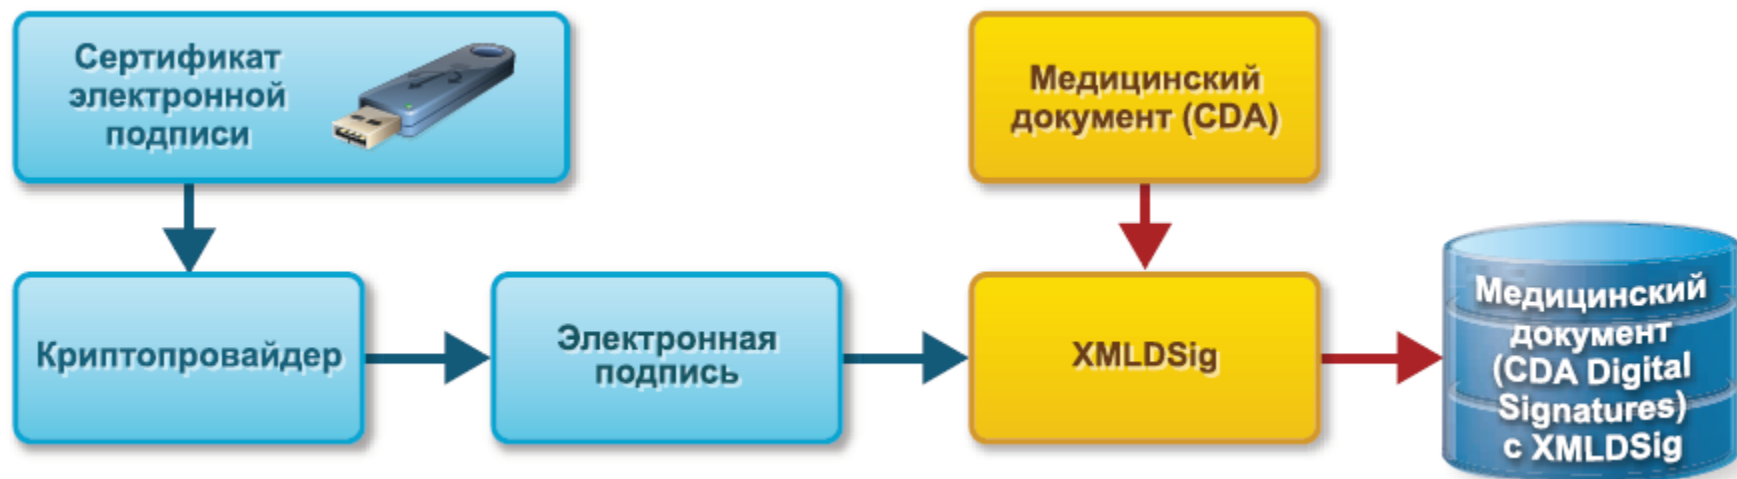 Сертификат
электронной
подписи
Медицинский
документ (CDA)
Криптопровайдер
Электронная
подпись
XMLDSig
Медицинский
документ
(CDA Digital
Signatures)
с XMLDSig